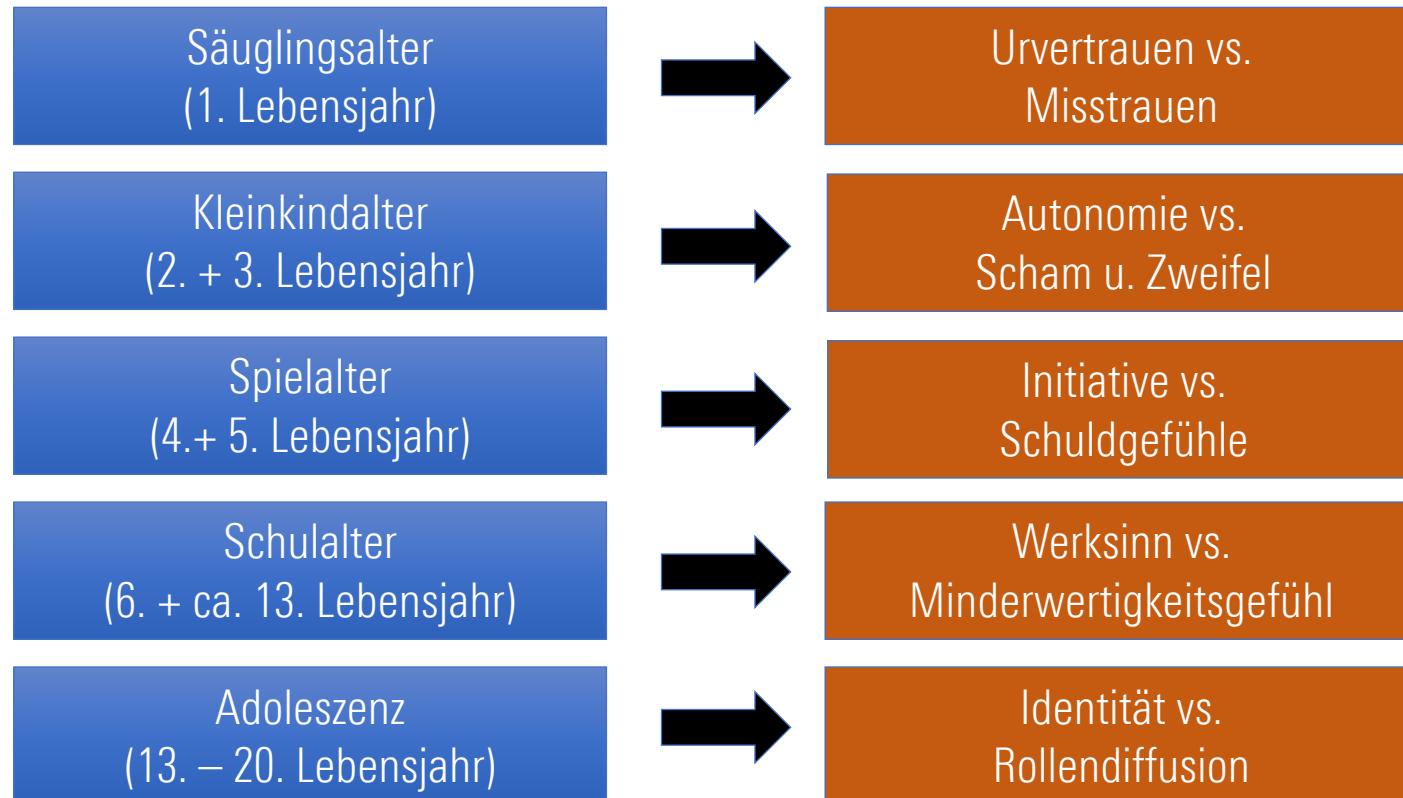 Säuglingsalter
(1. Lebensjahr)
Urvertrauen vs.
Misstrauen
Kleinkindalter
(2. + 3. Lebensjahr)
Autonomie vs.
Scham u. Zweifel
Spielalter
(4.+ 5. Lebensjahr)
Initiative vs.
Schuldgefühle
Schulalter
(6. + ca. 13. Lebensjahr)
Werksinn vs.
Minderwertigkeitsgefühl
Adoleszenz
(13. – 20. Lebensjahr)
Identität vs.
Rollendiffusion